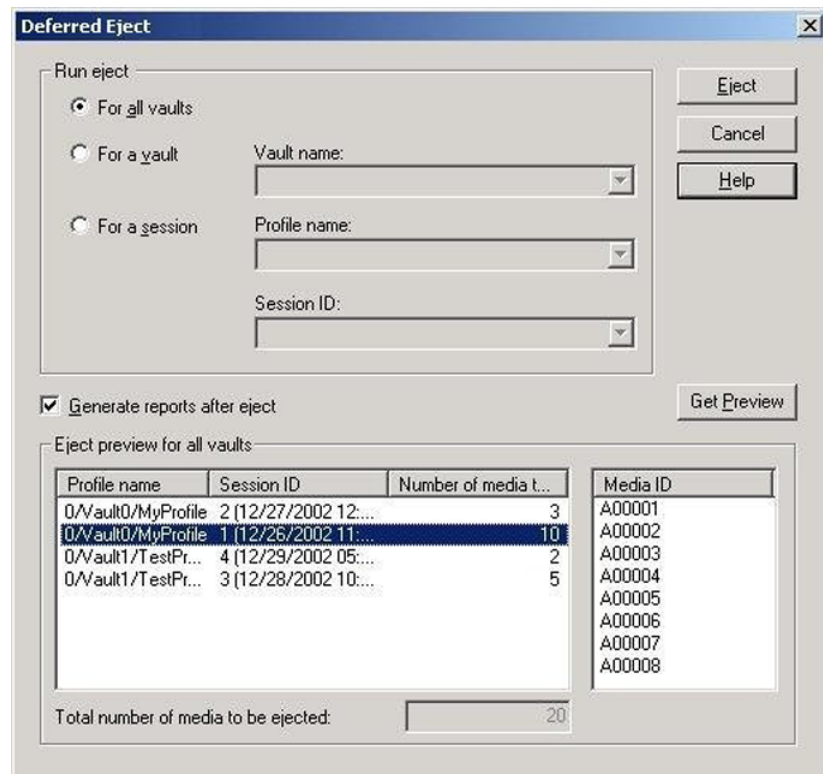 Deferred Eject
Run eject
For all vaults
For a vault
Vault name:
For a session
Profile name:
Session ID:
Eject
Cancel
Help
Generate reports after eject
Get Preview
Eject preview for all vaults
Profile name Session ID Number of media t...
0/Vault0/MyProfile 2 (12/27/2002 12:... 3
0/Vault0/MyProfile 1 (12/26/2002 11:... 10
0/Vault1/TestPr... 4 (12/29/2002 05:... 2
0/Vault1/TestPr... 3 (12/28/2002 10:... 5
Media ID
A00001
A00002
A00003
A00004
A00005
A00006
A00007
A00008
Total number of media to be ejected: 20